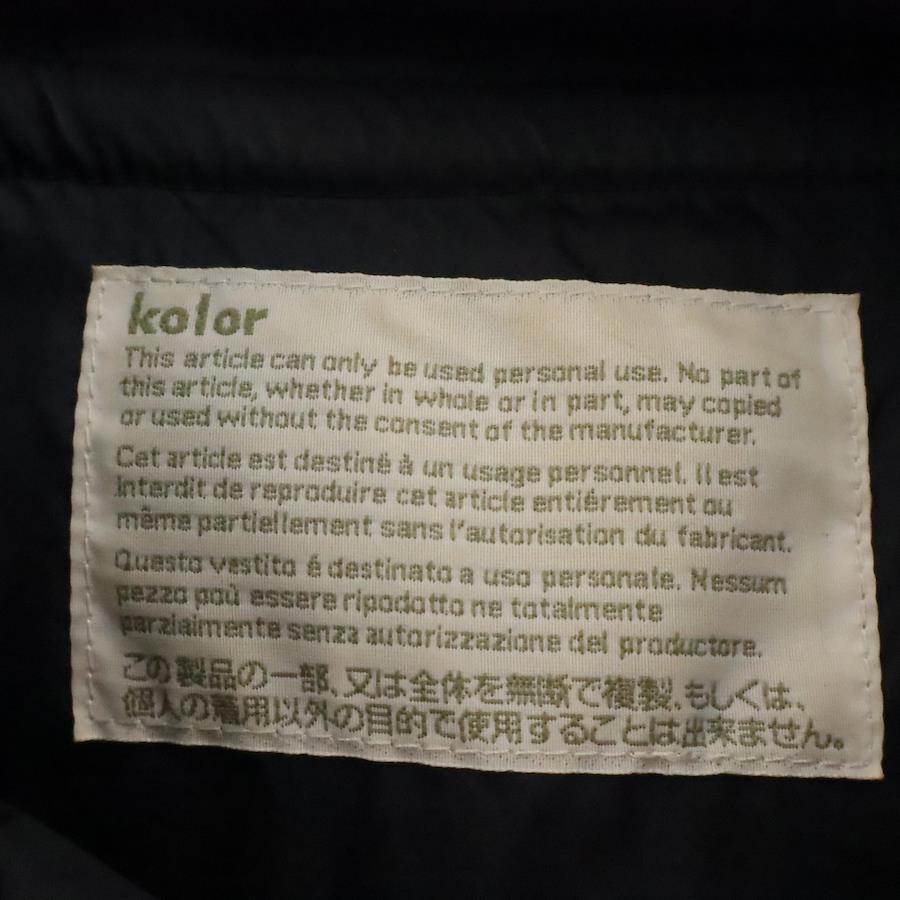 kolor
This article can only be used personal use. No part of
this article, whether in whole or in part, may copied
or used without the consent of the manufacturer.
Cet article est destiné à un usage personnel. Il est
interdit de reproduire cet article entiérement ou
même partiellement sans l'autorisation du fabricant.
Questo vestito é destinato a uso personale. Nessum
pezzo poù essere ripodotto ne totalmente
parzialmente senza autorizzazione del productore.
この製品の一部、又は全体を無断で複製、もしくは、
個人の着用以外の目的で使用することは出来ません。